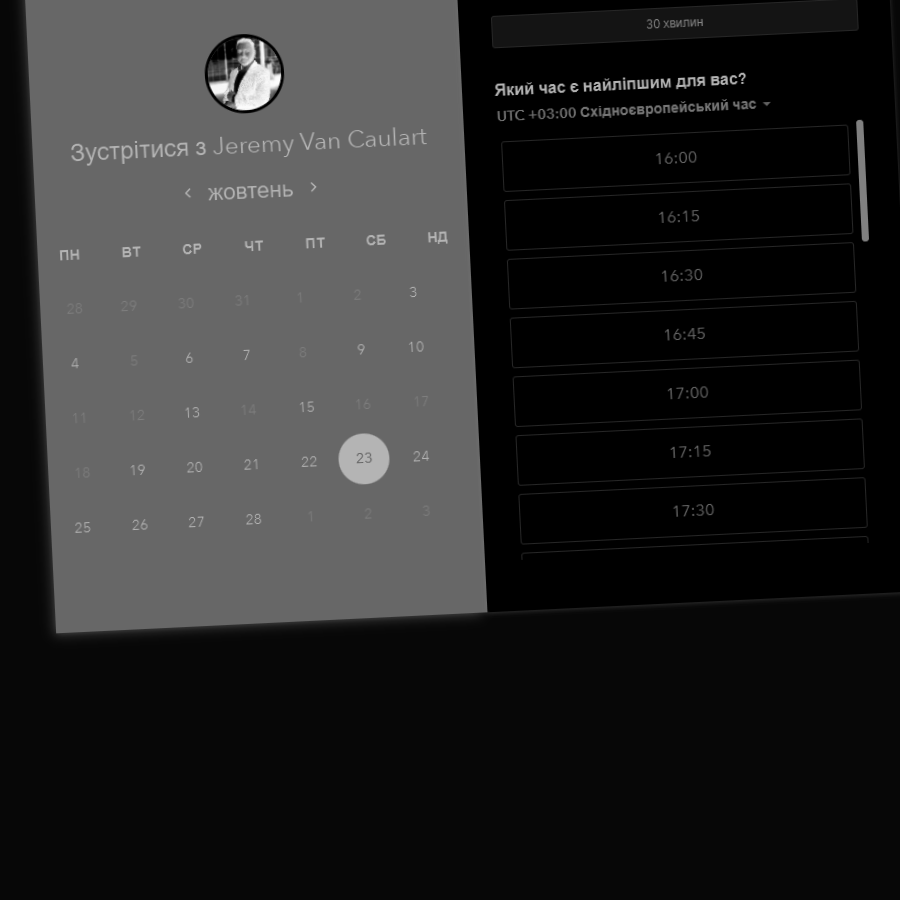 Зустрітися з Jeremy Van Caulart
жовтень
ПН ВТ СР ЧТ ПТ СБ НД
28 29 30 31 1 2 3
4 5 6 7 8 9 10
11 12 13 14 15 16 17
18 19 20 21 22 23 24
25 26 27 28 1 2 3
30 хвилин
Який час є найліпшим для вас?
UTC +03:00 Східноєвропейський час
16:00
16:15
16:30
16:45
17:00
17:15
17:30